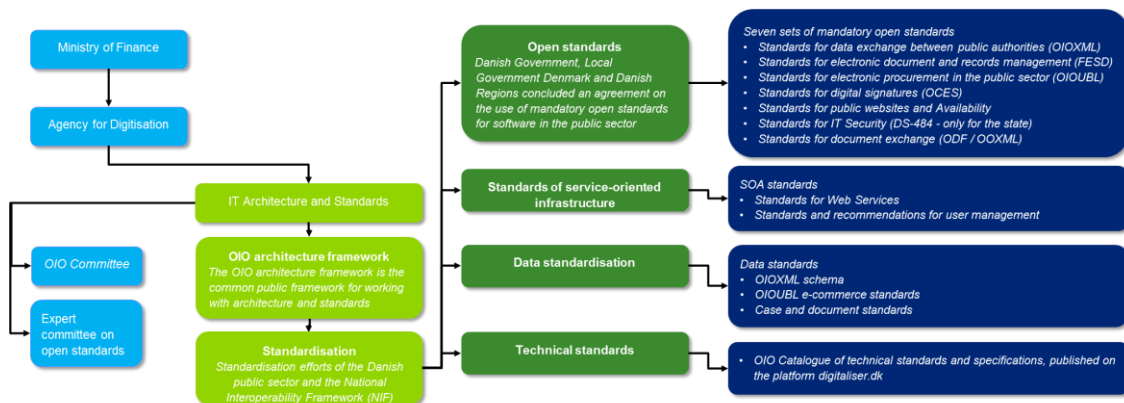 Ministry of Finance
Agency for Digitisation
IT Architecture and Standards
OIO Committee
Expert
committee on
open standards
OIO architecture framework
The OIO architecture framework is the
common public framework for working
with architecture and standards
Standardisation
Standardisation efforts of the Danish
public sector and the National
Interoperability Framework (NIF)
Open standards
Danish Government, Local
Government Denmark and Danish
Regions concluded an agreement on
the use of mandatory open standards
for software in the public sector
Standards of service-oriented
infrastructure
Data standardisation
Technical standards
Seven sets of mandatory open standards
• Standards for data exchange between public authorities (OIOXML)
• Standards for electronic document and records management (FESD)
• Standards for electronic procurement in the public sector (OIOUBL)
• Standards for digital signatures (OCES)
• Standards for public websites and Availability
• Standards for IT Security (DS-484 - only for the state)
• Standards for document exchange (ODF / OOXML)
SOA standards
• Standards for Web Services
• Standards and recommendations for user management
Data standards
• OIOXML schema
• OIOUBL e-commerce standards
• Case and document standards
• OIO Catalogue of technical standards and specifications, published on
the platform digitaliser.dk